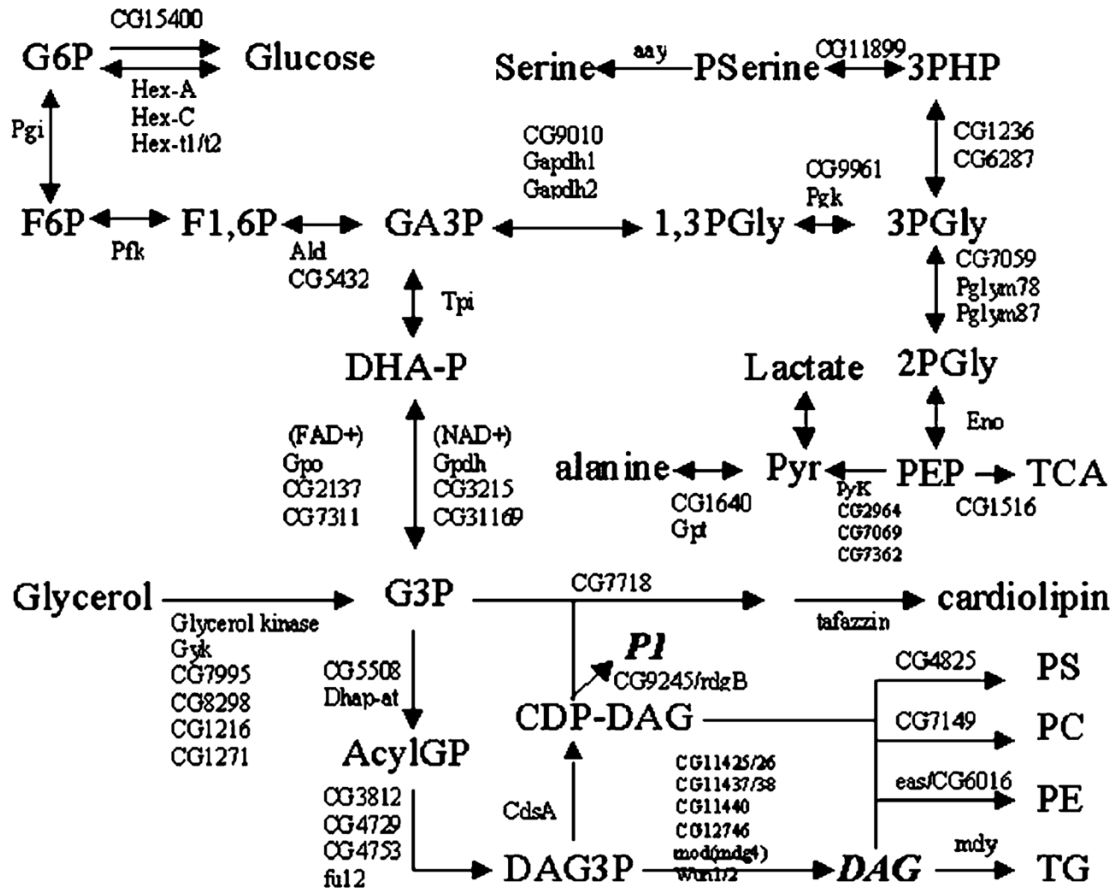 CG15400
G6P
Glucose
Hex-A
Hex-C
Hex-t1/t2
Pgi
Serine
aay
PSerine
CG11899
3PHP
CG1236
CG6287
CG9010
Gapdh1
Gapdh2
CG9961
Pgk
F6P
Pfk
F1,6P
Ald
CG5432
GA3P
1,3PGly
3PGly
Tpi
CG7059
Pglym78
Pglym87
DHA-P
Lactate
2PGly
Eno
(FAD+)
Gpo
CG2137
CG7311
(NAD+)
Gpdh
CG3215
CG31169
alanine
CG1640
Gpt
Pyr
PyK
CG2964
CG7069
CG7362
PEP
CG1516
TCA
Glycerol
Glycerol kinase
Gyk
CG7995
CG8298
CG1216
CG1271
G3P
CG7718
tafazzin
cardiolipin
CG5508
Dhap-at
PI
CG9245/rdgB
CDP-DAG
CG4825
PS
CG7149
PC
eas/CG6016
PE
AcylGP
CG3812
CG4729
CG4753
fu12
CdsA
CG11425/26
CG11437/38
CG11440
CG12746
mod(mdg4)
Wun1/2
DAG3P
DAG
mdy
TG